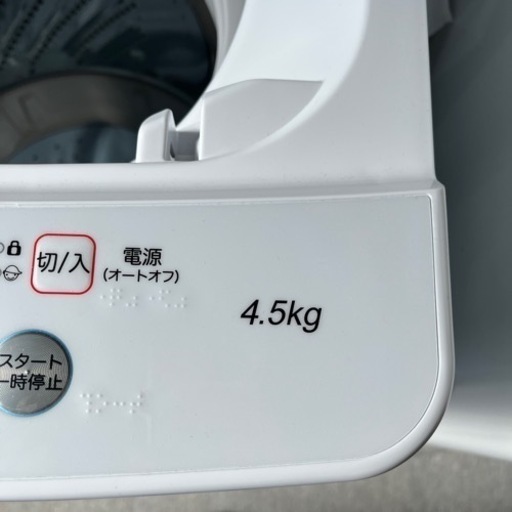 切/入
電源
(オートオフ)
4.5kg
スタート
一時停止